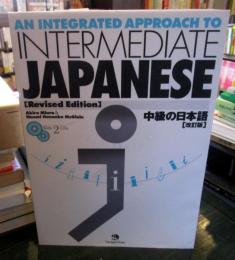 AN INTEGRATED APPROACH TO
INTERMEDIATE
JAPANESE
[Revised Edition]
Akira Miura &
Naomi Hanaoka McGloin
中級の日本語
[改訂版]
2
i